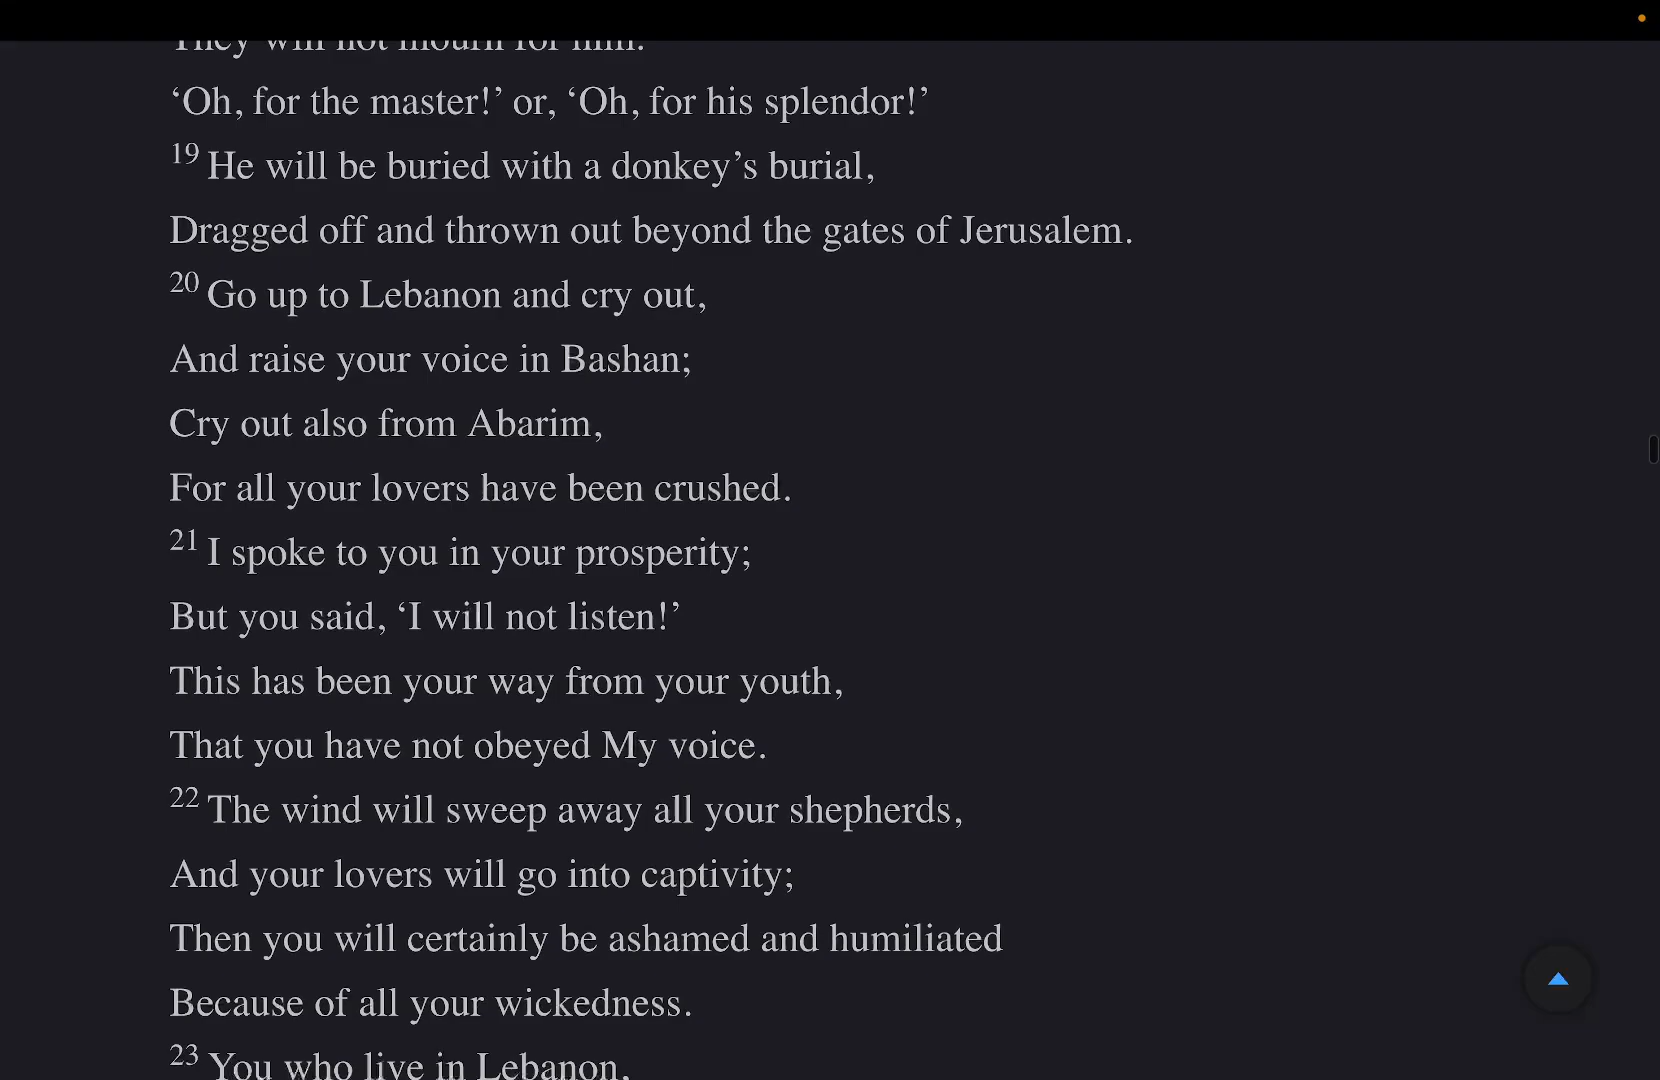 They will not mourn for him:
‘Oh, for the master!’ or, ‘Oh, for his splendor!’
19 He will be buried with a donkey’s burial,
Dragged off and thrown out beyond the gates of Jerusalem.
20 Go up to Lebanon and cry out,
And raise your voice in Bashan;
Cry out also from Abarim,
For all your lovers have been crushed.
21 I spoke to you in your prosperity;
But you said, ‘I will not listen!’
This has been your way from your youth,
That you have not obeyed My voice.
22 The wind will sweep away all your shepherds,
And your lovers will go into captivity;
Then you will certainly be ashamed and humiliated
Because of all your wickedness.
23 You who live in Lebanon,